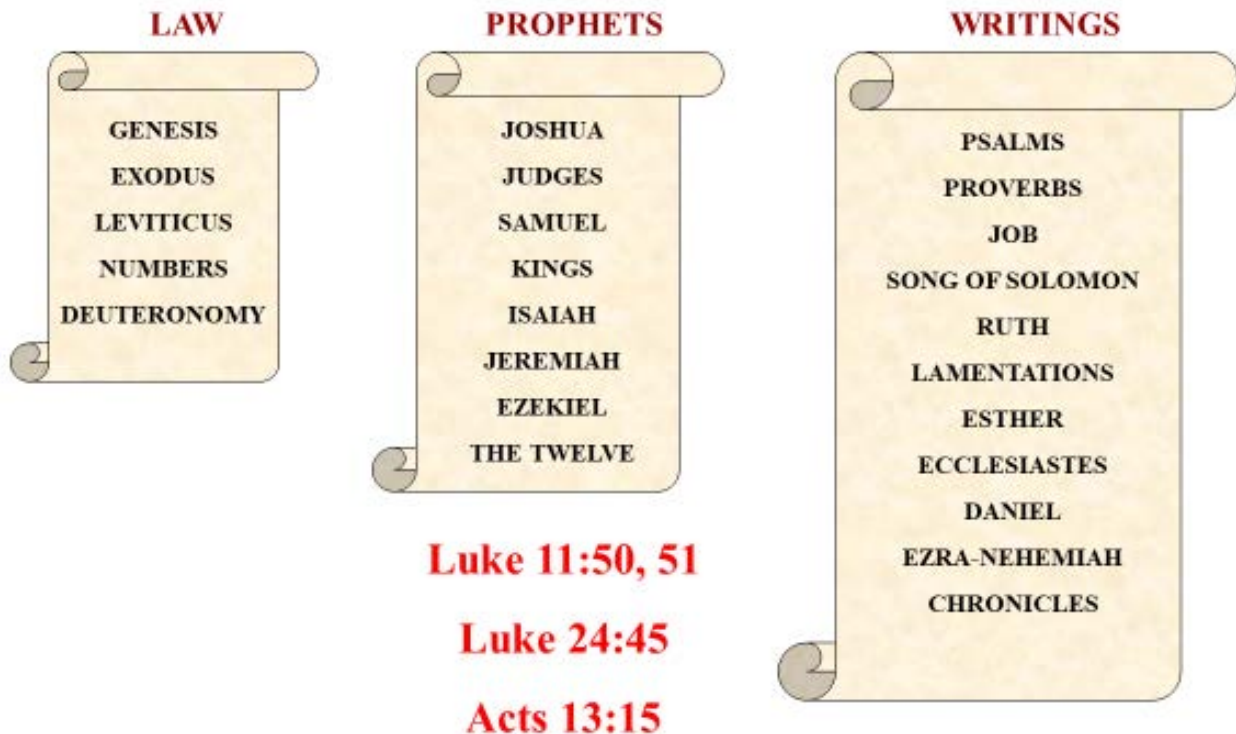 LAW
GENESIS
EXODUS
LEVITICUS
NUMBERS
DEUTERONOMY
PROPHETS
JOSHUA
JUDGES
SAMUEL
KINGS
ISAIAH
JEREMIAH
EZEKIEL
THE TWELVE
WRITINGS
PSALMS
PROVERBS
JOB
SONG OF SOLOMON
RUTH
LAMENTATIONS
ESTHER
ECCLESIASTES
DANIEL
EZRA-NEHEMIAH
CHRONICLES
Luke 11:50, 51
Luke 24:45
Acts 13:15